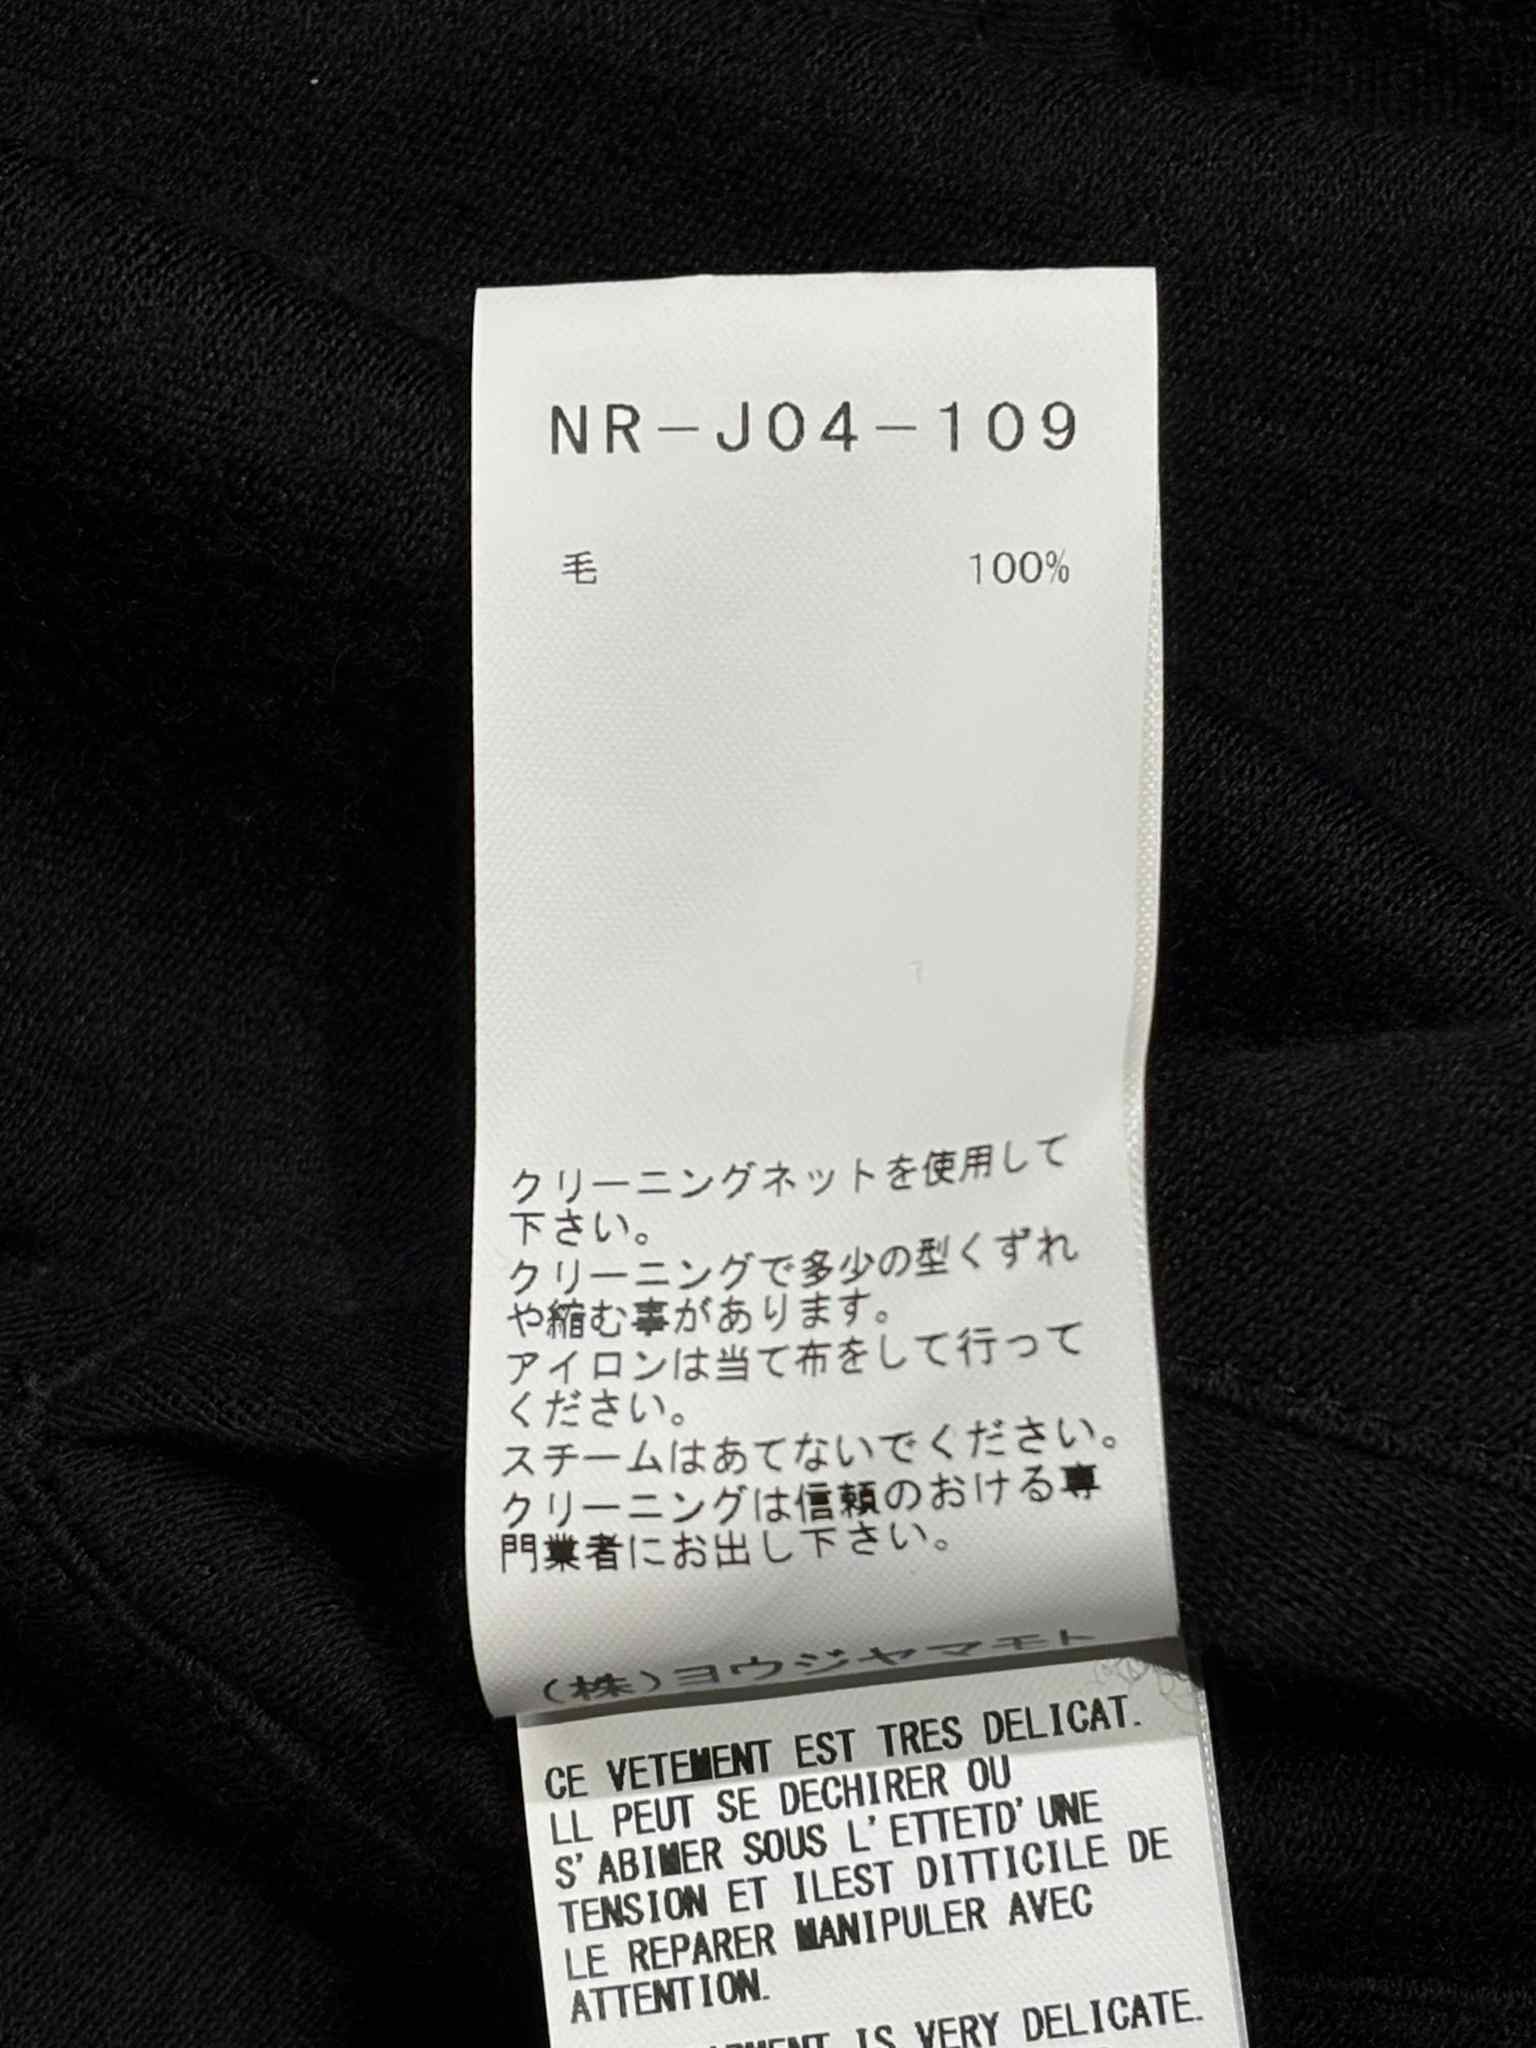 NR-J04-109
毛 100%
クリーニングネットを使用して
下さい。
クリーニングで多少の型くずれ
や縮む事があります。
アイロンは当て布をして行って
ください。
スチームはあてないでください。
クリーニングは信頼のおける専
門業者にお出し下さい。
(株)ヨウジヤマモト
CE VETEMENT EST TRES DELICAT.
LL PEUT SE DECHIRER OU
S'ABIMER SOUS L'ETTETD'UNE
TENSION ET ILEST DITTICILE DE
LE REPARER MANIPULER AVEC
ATTENTION.
IS VERY DELICATE.